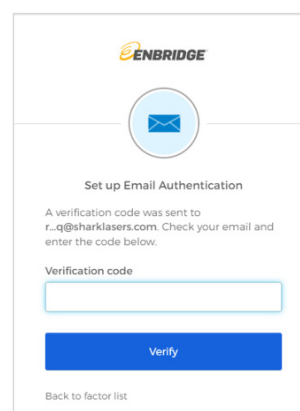 ENBRIDGE
Set up Email Authentication
A verification code was sent to
r...q@sharklasers.com. Check your email and
enter the code below.
Verification code
Verify
Back to factor list